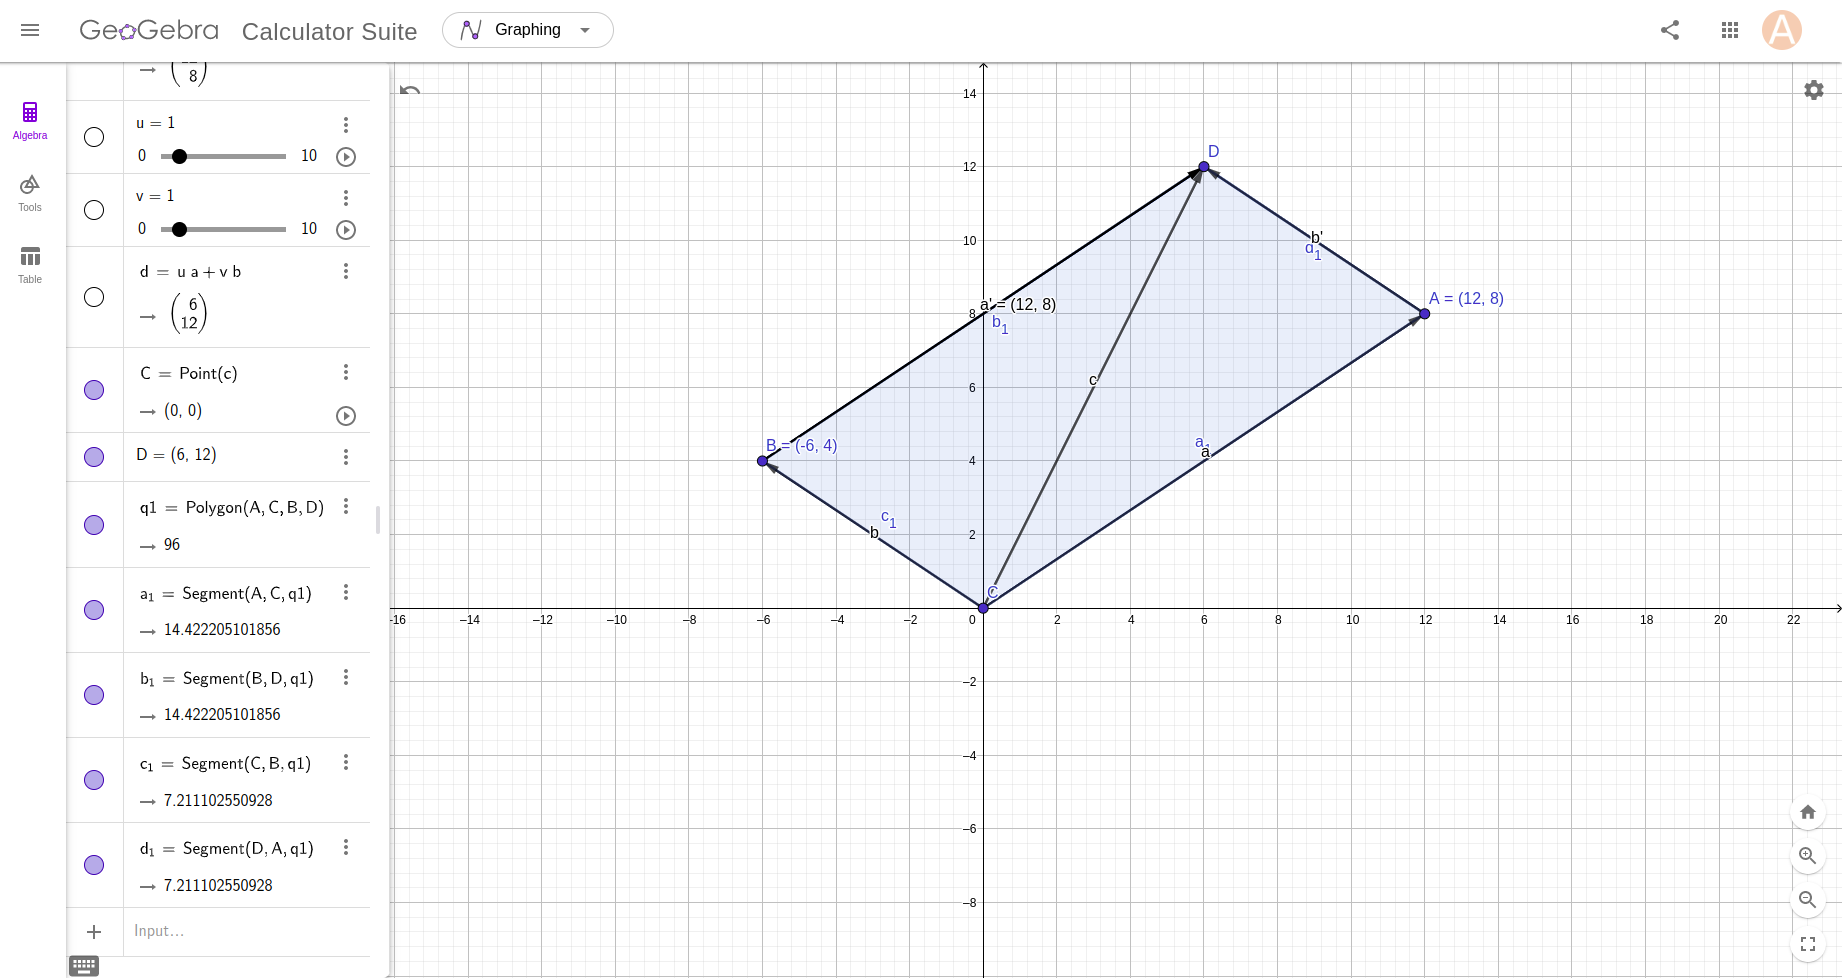 GeoGebra Calculator Suite Graphing A
Algebra
Tools
Table
→ 8
u = 1
0 10
v = 1
0 10
d = u a + v b
→ (6
12)
C = Point(c)
→ (0, 0)
D = (6, 12)
q1 = Polygon(A, C, B, D)
→ 96
a₁ = Segment(A, C, q1)
→ 14.422205101856
b₁ = Segment(B, D, q1)
→ 14.422205101856
c₁ = Segment(C, B, q1)
→ 7.211102550928
d₁ = Segment(D, A, q1)
→ 7.211102550928
+ Input...
14
D
12
b'
10
d₁
A = (12, 8)
a' = (12, 8)
8
b₁
6
c
B = (-6, 4)
a₁
a
4
c₁
b
2
C
-16 –14 –12 –10 –8 –6 –4 –2 0 2 4 6 8 10 12 14 16 18 20 22
–2
–4
–6
–8